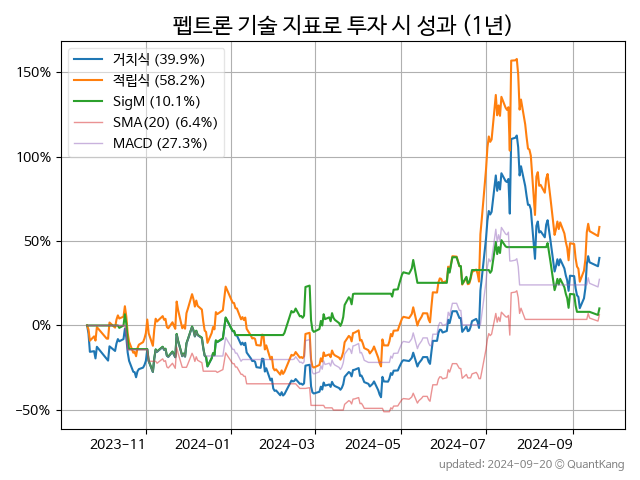 펩트론 기술 지표로 투자 시 성과 (1년)
거치식 (39.9%)
적립식 (58.2%)
SigM (10.1%)
SMA(20) (6.4%)
MACD (27.3%)
150%
100%
50%
0%
−50%
2023-11
2024-01
2024-03
2024-05
2024-07
2024-09
updated: 2024-09-20 © QuantKang